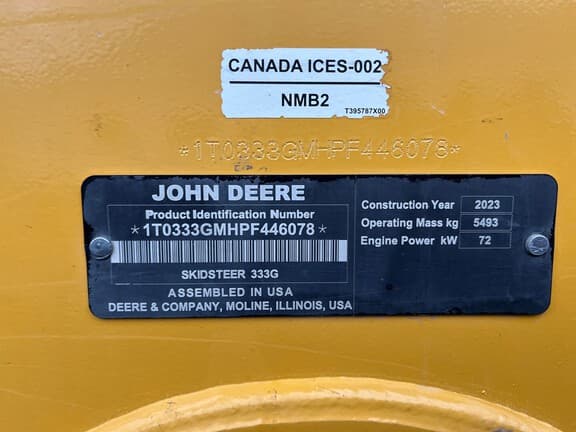 CANADA ICES-002
NMB2
T395787X00
*1T0333GMHPF446078*
JOHN DEERE
Product Identification Number
*1T0333GMHPF446078*
SKIDSTEER 333G
ASSEMBLED IN USA
DEERE & COMPANY, MOLINE, ILLINOIS, USA
Construction Year 2023
Operating Mass kg 5493
Engine Power kW 72